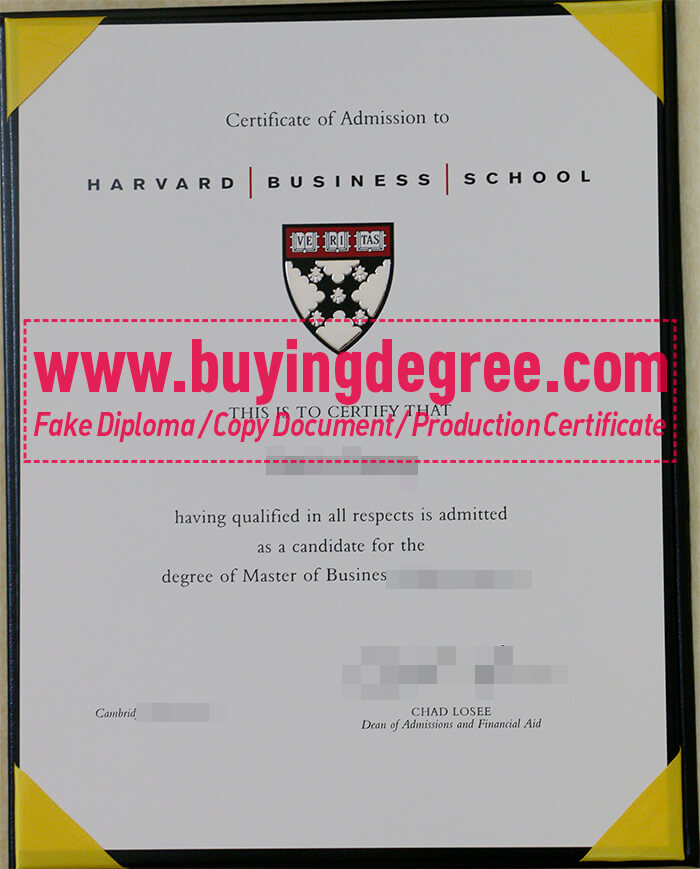 Certificate of Admission to
HARVARD | BUSINESS | SCHOOL
VE RI TAS
www.buyingdegree.com
THIS IS TO CERTIFY THAT
Fake Diploma / Copy Document / Production Certificate
having qualified in all respects is admitted
as a candidate for the
degree of Master of Busines
Cambrid
CHAD LOSEE
Dean of Admissions and Financial Aid